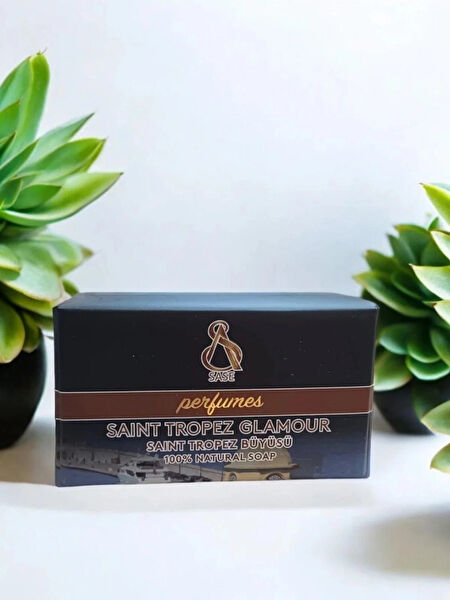 SASE
perfumes
SAINT TROPEZ GLAMOUR
SAINT TROPEZ BÜYÜSÜ
100% NATURAL SOAP